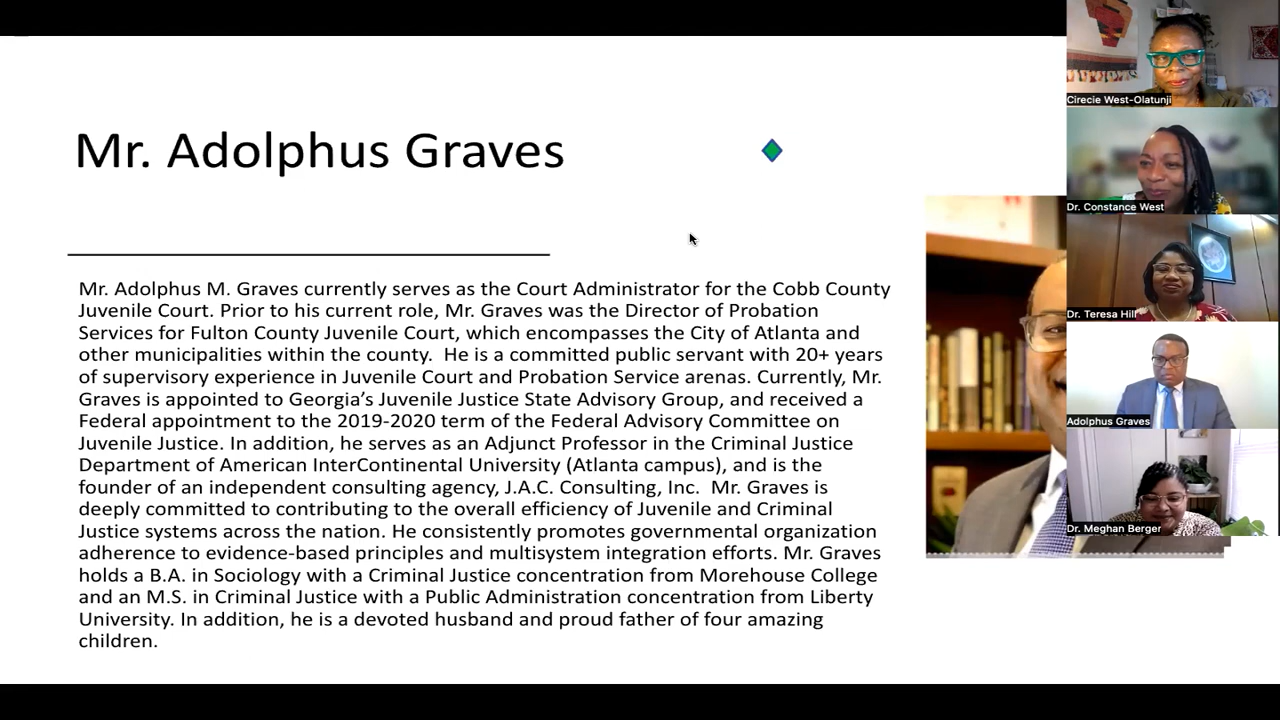 Mr. Adolphus Graves
Mr. Adolphus M. Graves currently serves as the Court Administrator for the Cobb County
Juvenile Court. Prior to his current role, Mr. Graves was the Director of Probation
Services for Fulton County Juvenile Court, which encompasses the City of Atlanta and
other municipalities within the county.  He is a committed public servant with 20+ years
of supervisory experience in Juvenile Court and Probation Service arenas. Currently, Mr.
Graves is appointed to Georgia’s Juvenile Justice State Advisory Group, and received a
Federal appointment to the 2019-2020 term of the Federal Advisory Committee on
Juvenile Justice. In addition, he serves as an Adjunct Professor in the Criminal Justice
Department of American InterContinental University (Atlanta campus), and is the
founder of an independent consulting agency, J.A.C. Consulting, Inc.  Mr. Graves is
deeply committed to contributing to the overall efficiency of Juvenile and Criminal
Justice systems across the nation. He consistently promotes governmental organization
adherence to evidence-based principles and multisystem integration efforts. Mr. Graves
holds a B.A. in Sociology with a Criminal Justice concentration from Morehouse College
and an M.S. in Criminal Justice with a Public Administration concentration from Liberty
University. In addition, he is a devoted husband and proud father of four amazing
children.
Cirecie West-Olatunji
Dr. Constance West
Dr. Teresa Hill
Adolphus Graves
Dr. Meghan Berger